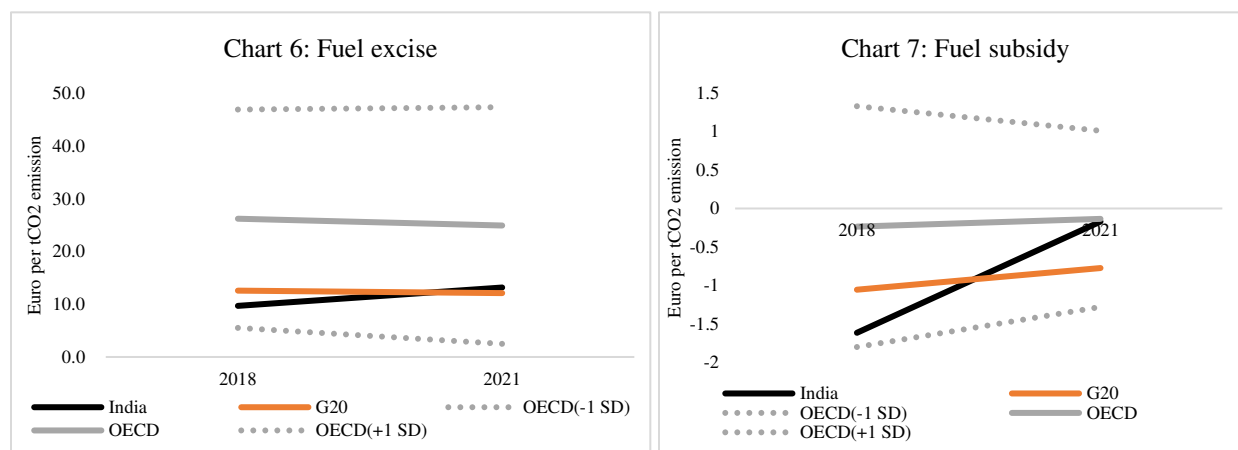 Chart 6: Fuel excise
Euro per tCO2 emission
50.0
40.0
30.0
20.0
10.0
0.0
2018
2021
India
G20
OECD(-1 SD)
OECD
OECD(+1 SD)
Chart 7: Fuel subsidy
Euro per tCO2 emission
1.5
1
0.5
0
-0.5
-1
-1.5
-2
2018
2021
India
G20
OECD(-1 SD)
OECD
OECD(+1 SD)